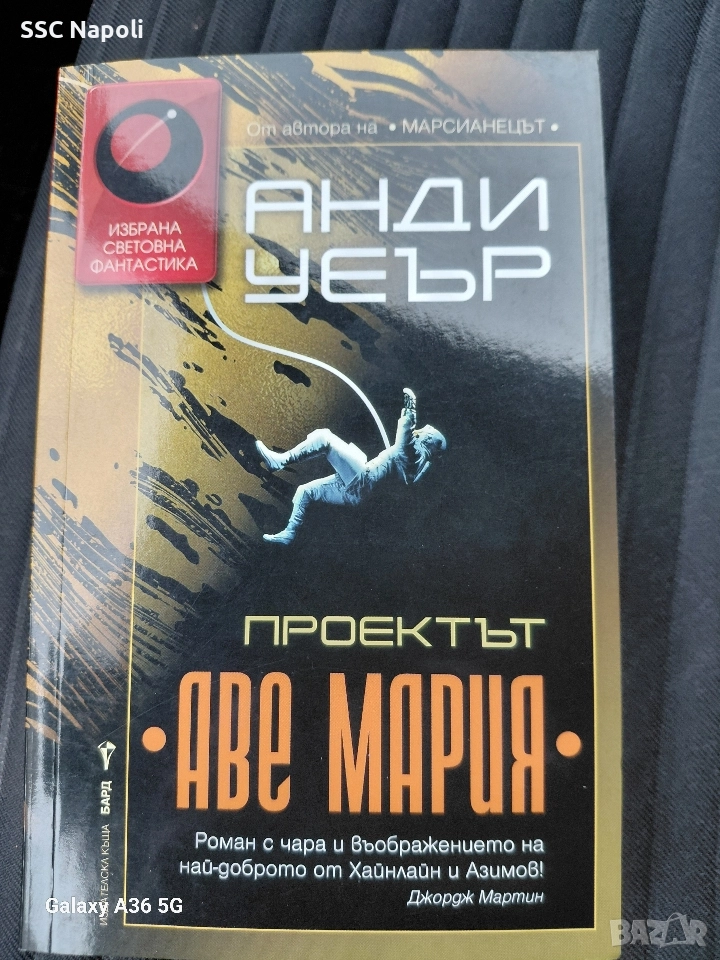 SSC Napoli
От автора на • МАРСИАНЕЦЪТ •
ИЗБРАНА
СВЕТОВНА
ФАНТАСТИКА
АНДИ
УЕЪР
ПРОЕКТЪТ
• АВЕ МАРИЯ •
Роман с чара и въображението на
най-доброто от Хайнлайн и Азимов!
Джордж Мартин
ИЗДАТЕЛСКА КЪЩА БАРД
Galaxy A36 5G
BAZAR